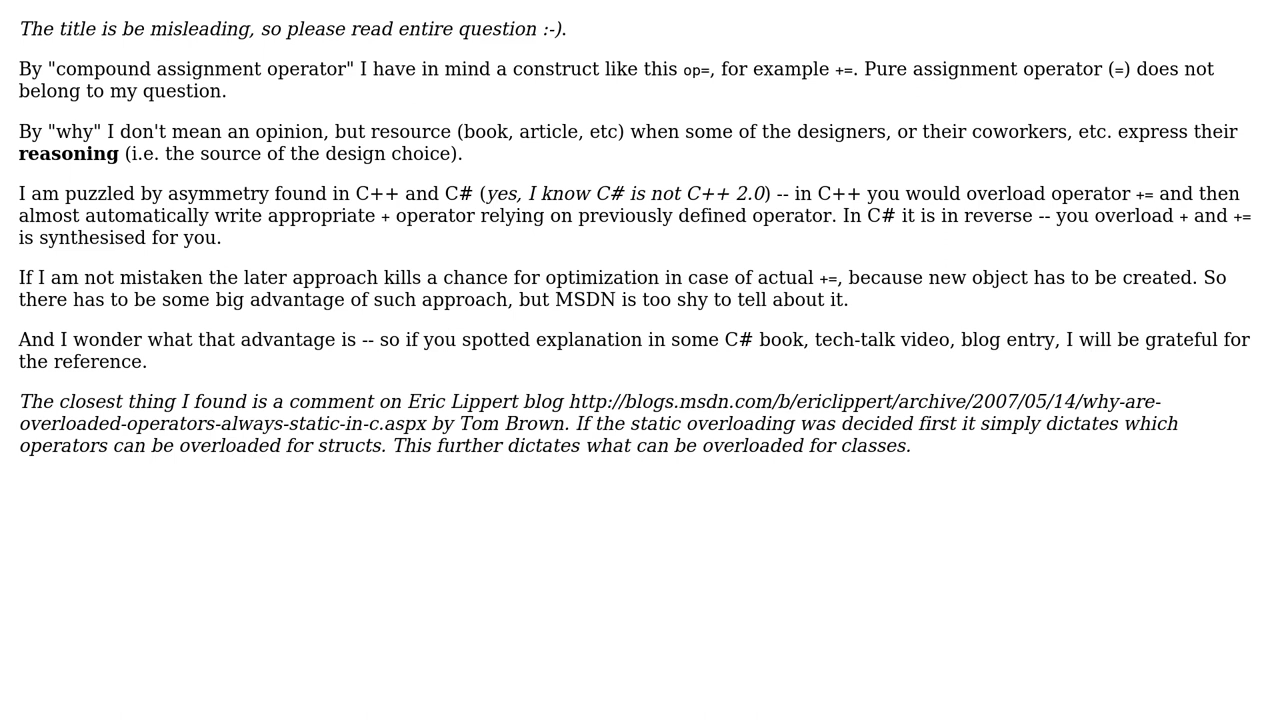 The title is be misleading, so please read entire question :-).
By "compound assignment operator" I have in mind a construct like this op=, for example +=. Pure assignment operator (=) does not
belong to my question.
By "why" I don't mean an opinion, but resource (book, article, etc) when some of the designers, or their coworkers, etc. express their
reasoning (i.e. the source of the design choice).
I am puzzled by asymmetry found in C++ and C# (yes, I know C# is not C++ 2.0) -- in C++ you would overload operator += and then
almost automatically write appropriate + operator relying on previously defined operator. In C# it is in reverse -- you overload + and +=
is synthesised for you.
If I am not mistaken the later approach kills a chance for optimization in case of actual +=, because new object has to be created. So
there has to be some big advantage of such approach, but MSDN is too shy to tell about it.
And I wonder what that advantage is -- so if you spotted explanation in some C# book, tech-talk video, blog entry, I will be grateful for
the reference.
The closest thing I found is a comment on Eric Lippert blog http://blogs.msdn.com/b/ericlippert/archive/2007/05/14/why-are-
overloaded-operators-always-static-in-c.aspx by Tom Brown. If the static overloading was decided first it simply dictates which
operators can be overloaded for structs. This further dictates what can be overloaded for classes.